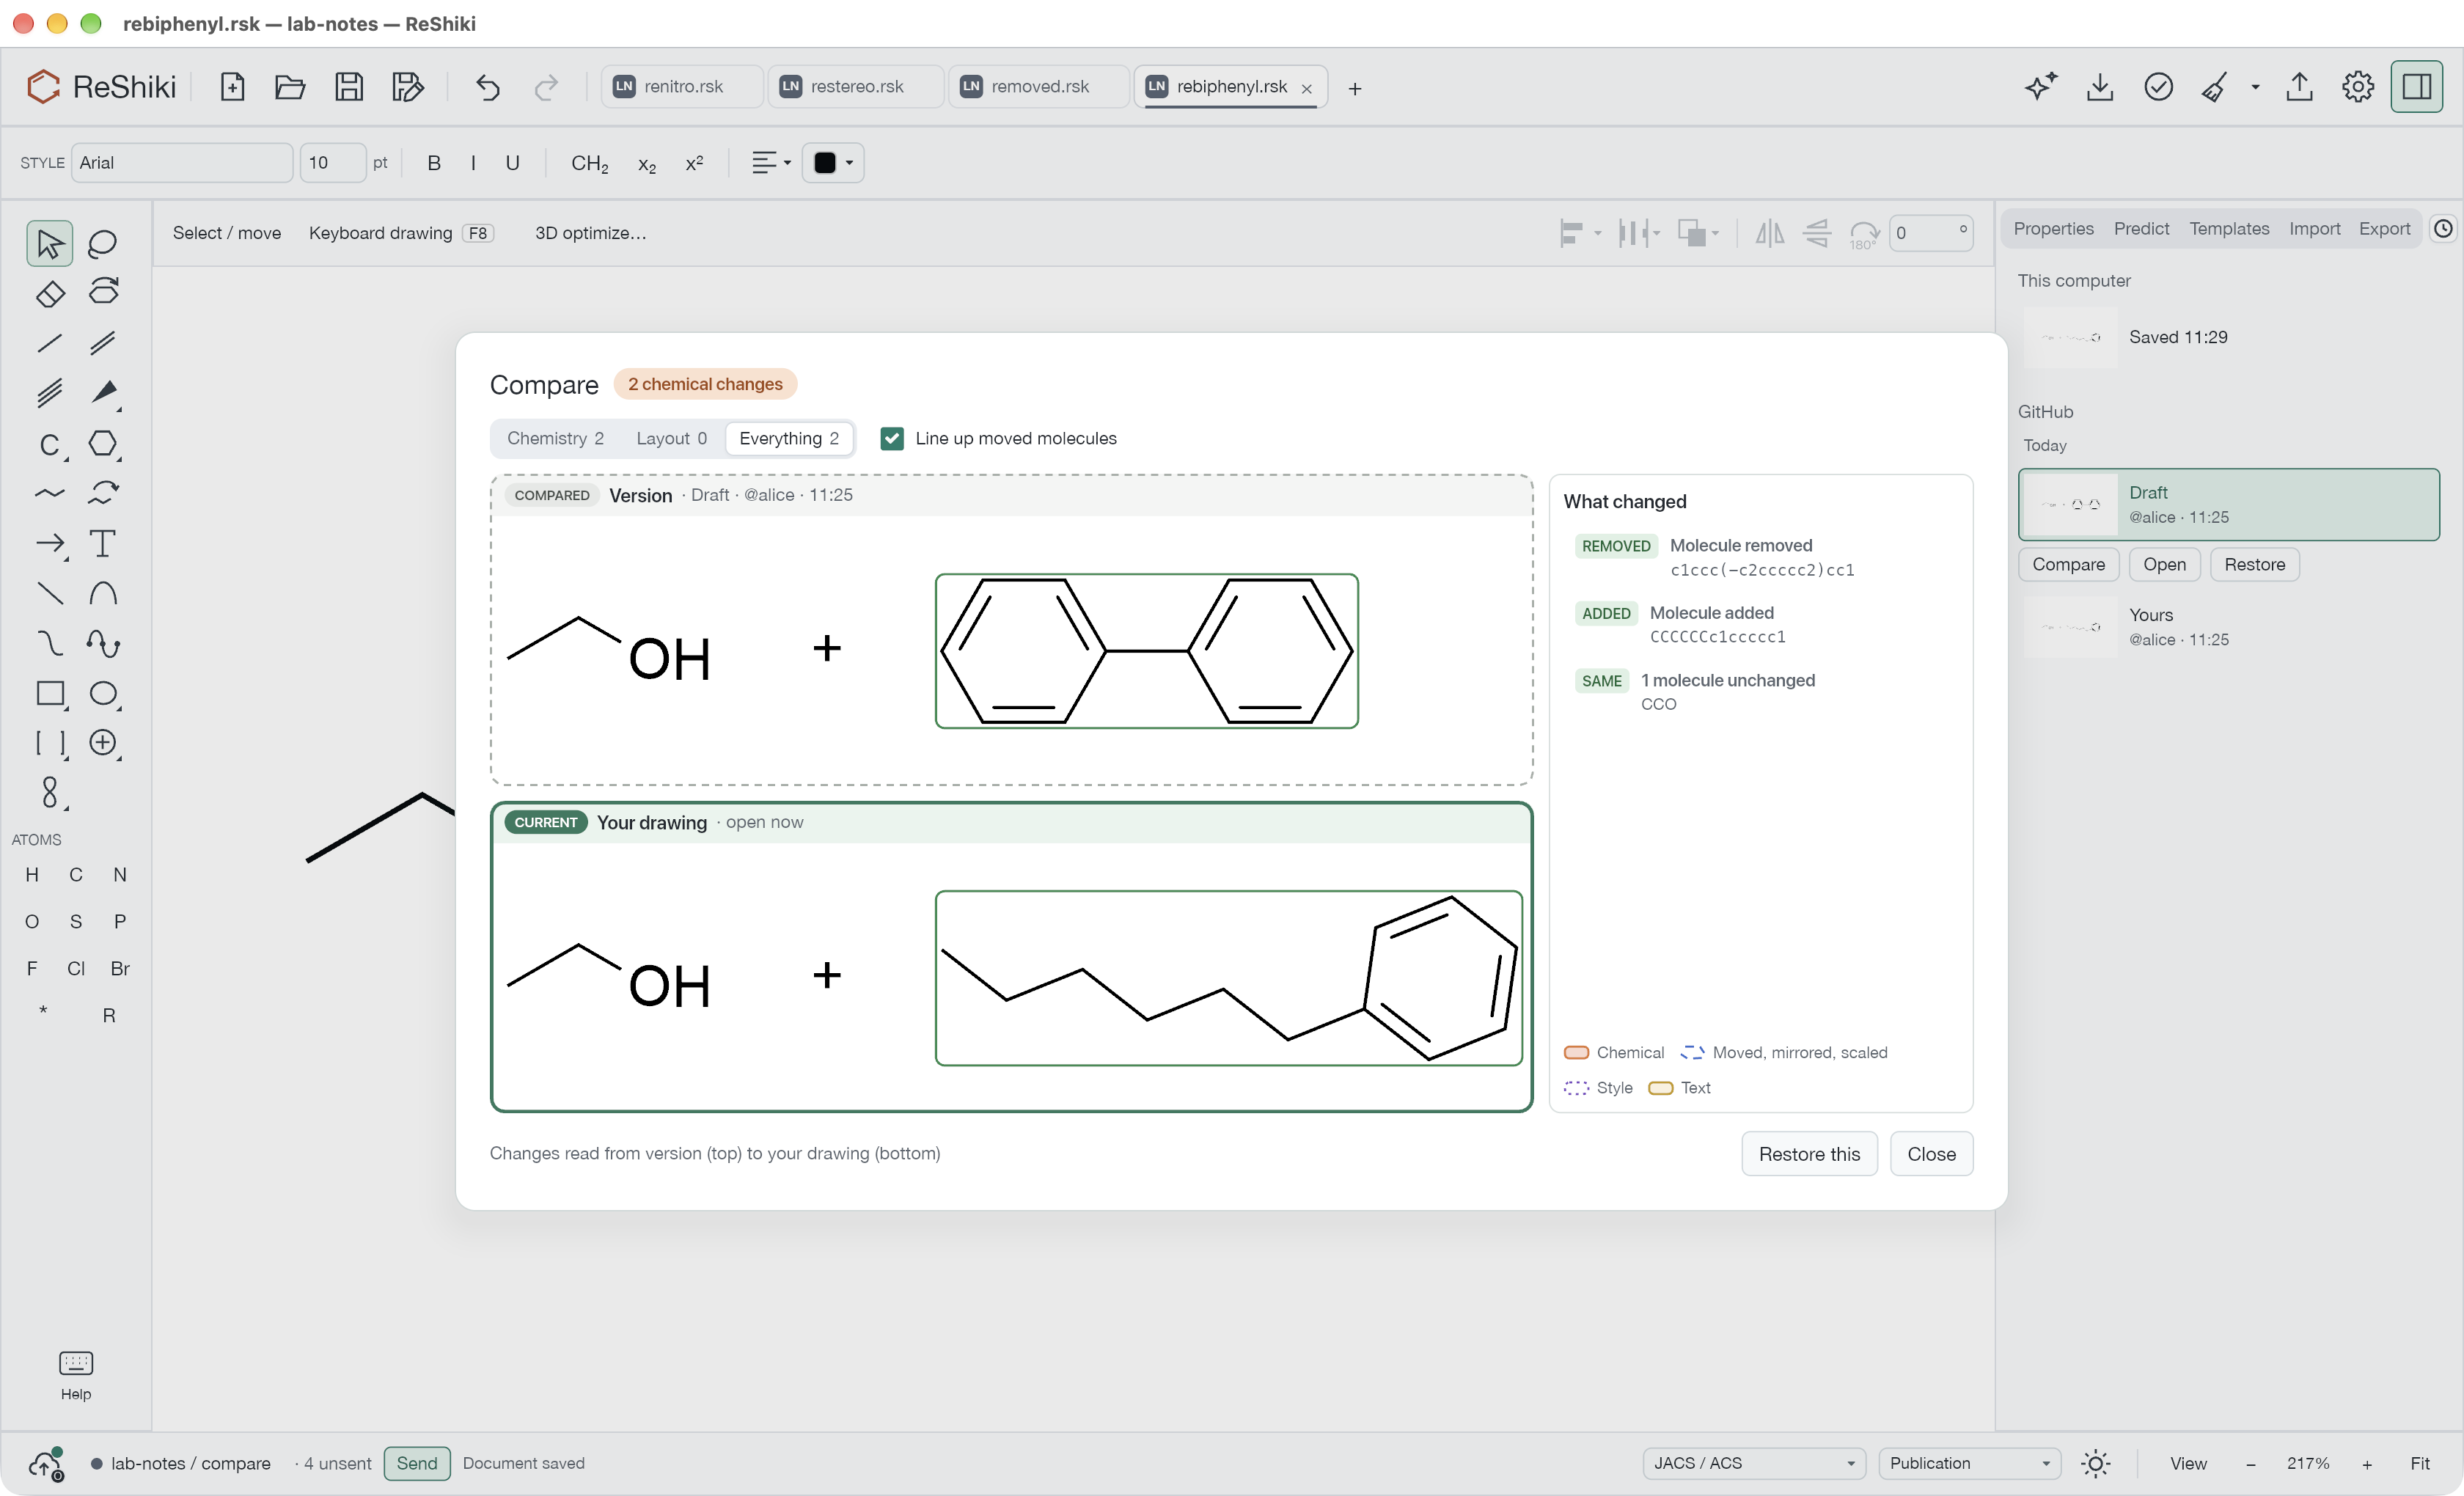 rebiphenyl.rsk — lab-notes — ReShiki
ReShiki
LN renitro.rsk
LN restereo.rsk
LN removed.rsk
LN rebiphenyl.rsk ×
+
STYLE Arial 10 pt B I U CH₂ x₂ x²
Select / move Keyboard drawing F8 3D optimize...
180° 0 °
Properties Predict Templates Import Export
C
T
ATOMS
H C N
O S P
F Cl Br
* R
Help
Compare 2 chemical changes
Chemistry 2 Layout 0 Everything 2 Line up moved molecules
COMPARED Version · Draft · @alice · 11:25
OH +
CURRENT Your drawing · open now
OH +
What changed
REMOVED Molecule removed
c1ccc(-c2ccccc2)cc1
ADDED Molecule added
CCCCCCc1ccccc1
SAME 1 molecule unchanged
CCO
Chemical Moved, mirrored, scaled
Style Text
Changes read from version (top) to your drawing (bottom)
Restore this Close
This computer
Saved 11:29
GitHub
Today
Draft
@alice · 11:25
Compare Open Restore
Yours
@alice · 11:25
lab-notes / compare · 4 unsent Send Document saved
JACS / ACS Publication View − 217% + Fit